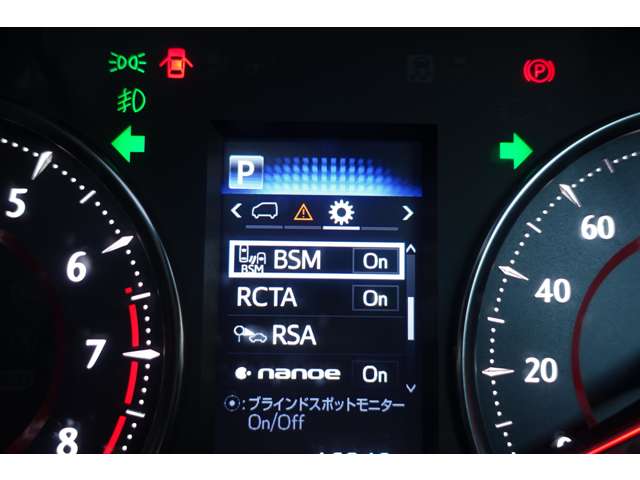 P
P
5
6
7
8
BSM
BSM On
RCTA On
RSA
nanoe On
:ブラインドスポットモニター
On/Off
60
40
20